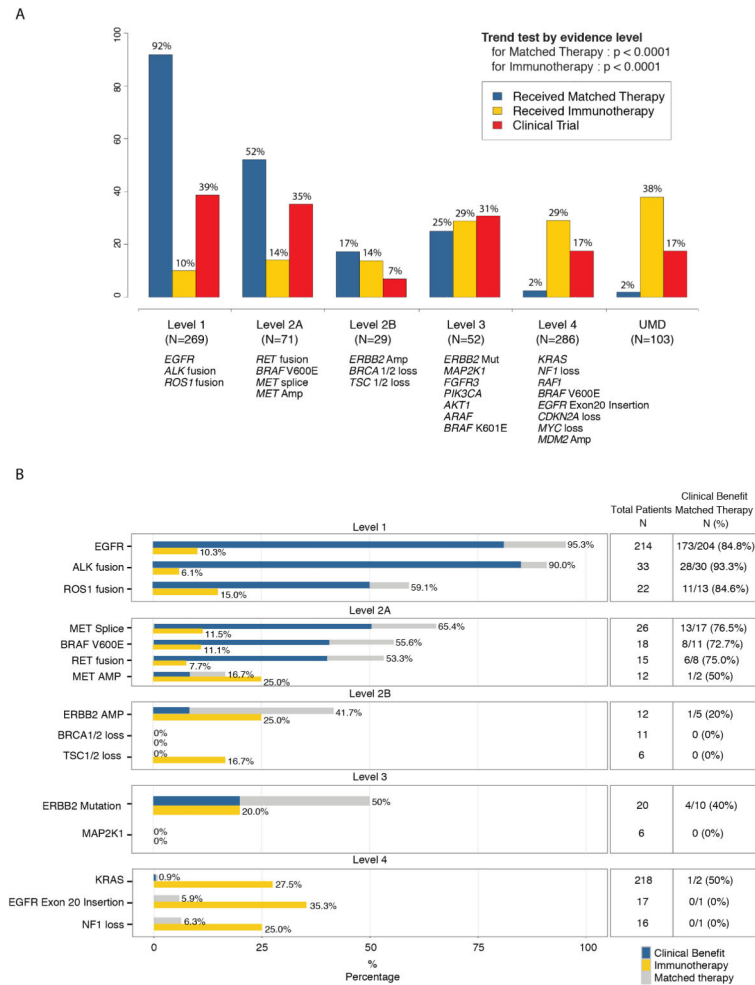 A
Trend test by evidence level
for Matched Therapy : p < 0.0001
for Immunotherapy : p < 0.0001
Received Matched Therapy
Received Immunotherapy
Clinical Trial
100
80
60
40
20
0
92%
10%
39%
52%
14%
35%
17%
14%
7%
25%
29%
31%
2%
29%
17%
2%
38%
17%
Level 1
(N=269)
EGFR
ALK fusion
ROS1 fusion
Level 2A
(N=71)
RET fusion
BRAF V600E
MET splice
MET Amp
Level 2B
(N=29)
ERBB2 Amp
BRCA 1/2 loss
TSC 1/2 loss
Level 3
(N=52)
ERBB2 Mut
MAP2K1
FGFR3
PIK3CA
AKT1
ARAF
BRAF K601E
Level 4
(N=286)
KRAS
NF1 loss
RAF1
BRAF V600E
EGFR Exon20 Insertion
CDKN2A loss
MYC loss
MDM2 Amp
UMD
(N=103)
B
Total Patients
N
Clinical Benefit
Matched Therapy
N (%)
Level 1
EGFR 95.3% 214 173/204 (84.8%)
10.3%
ALK fusion 90.0% 33 28/30 (93.3%)
6.1%
ROS1 fusion 59.1% 22 11/13 (84.6%)
15.0%
Level 2A
MET Splice 65.4% 26 13/17 (76.5%)
11.5%
BRAF V600E 55.6% 18 8/11 (72.7%)
11.1%
RET fusion 53.3% 15 6/8 (75.0%)
7.7%
MET AMP 16.7% 12 1/2 (50%)
25.0%
Level 2B
ERBB2 AMP 41.7% 12 1/5 (20%)
25.0%
BRCA1/2 loss 0% 11 0 (0%)
0%
TSC1/2 loss 0% 6 0 (0%)
16.7%
Level 3
ERBB2 Mutation 50% 20 4/10 (40%)
20.0%
MAP2K1 0% 6 0 (0%)
0%
Level 4
KRAS 0.9% 218 1/2 (50%)
27.5%
EGFR Exon 20 Insertion 5.9% 17 0/1 (0%)
35.3%
NF1 loss 6.3% 16 0/1 (0%)
25.0%
0 25 50 75 100
%
Percentage
Clinical Benefit
Immunotherapy
Matched therapy